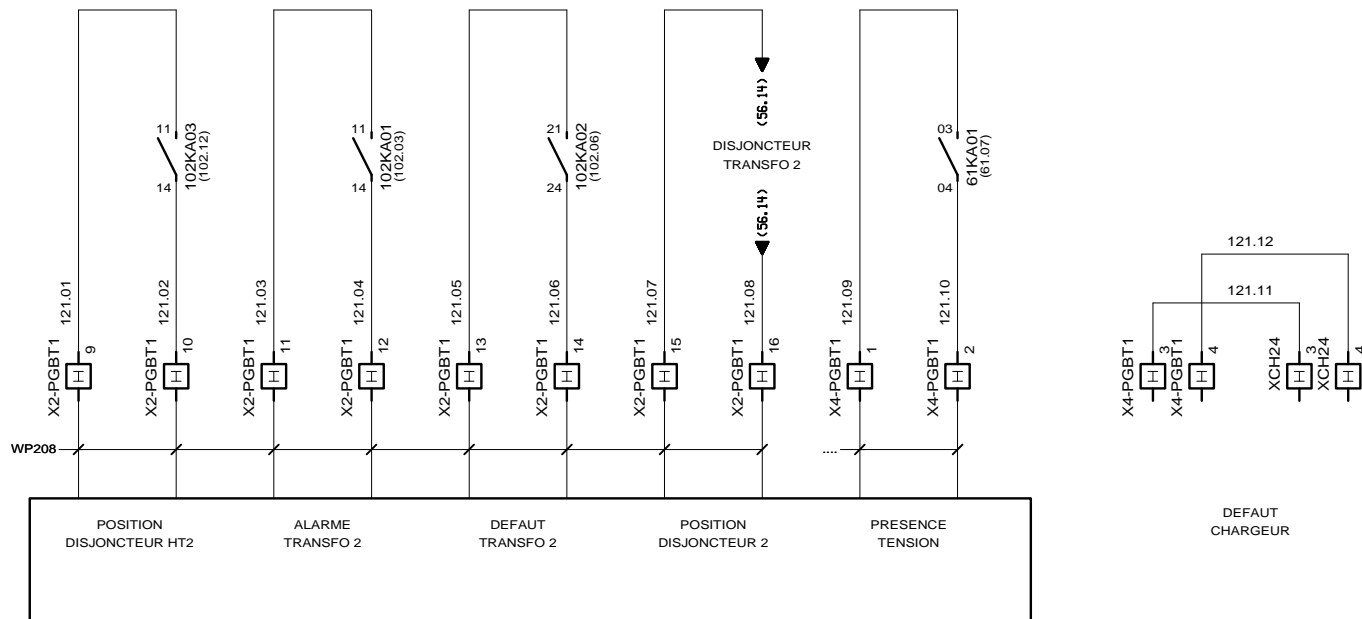 11
14
102KA03
(102.12)
11
14
102KA01
(102.03)
21
24
102KA02
(102.06)
(56.14)
DISJONCTEUR
TRANSFO 2
(56.14)
03
04
61KA01
(61.07)
121.01
121.02
121.03
121.04
121.05
121.06
121.07
121.08
121.09
121.10
121.12
121.11
X2-PGBT1
9
X2-PGBT1
10
X2-PGBT1
11
X2-PGBT1
12
X2-PGBT1
13
X2-PGBT1
14
X2-PGBT1
15
X2-PGBT1
16
X4-PGBT1
1
X4-PGBT1
2
X4-PGBT1
3
X4-PGBT1
4
XCH24
3
XCH24
4
WP208
....
POSITION
DISJONCTEUR HT2
ALARME
TRANSFO 2
DEFAUT
TRANSFO 2
POSITION
DISJONCTEUR 2
PRESENCE
TENSION
DEFAUT
CHARGEUR